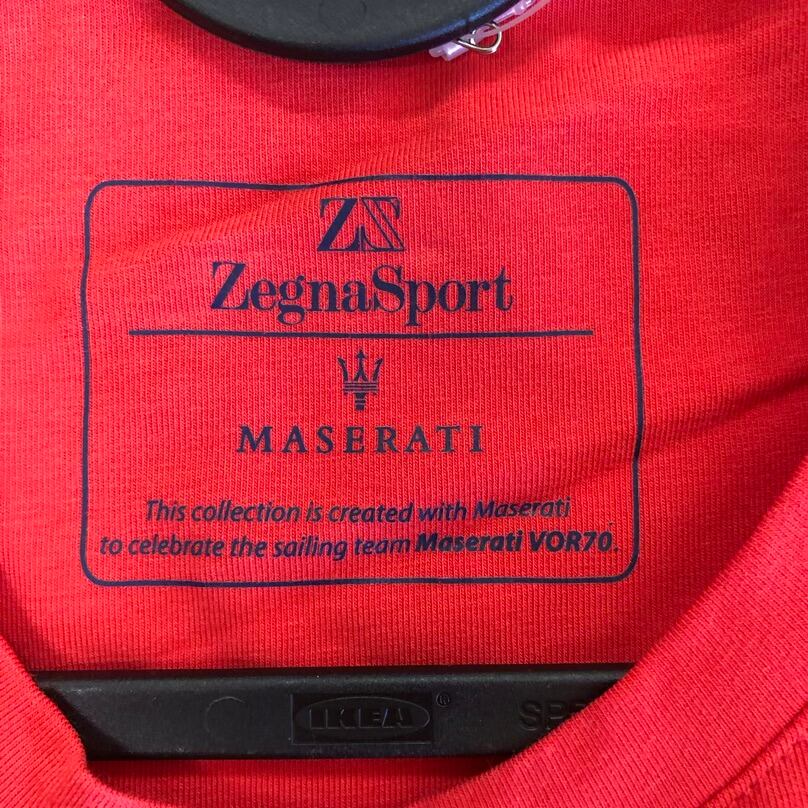 ZS
ZegnaSport
MASERATI
This collection is created with Maserati
to celebrate the sailing team Maserati VOR70.
IKEA ®